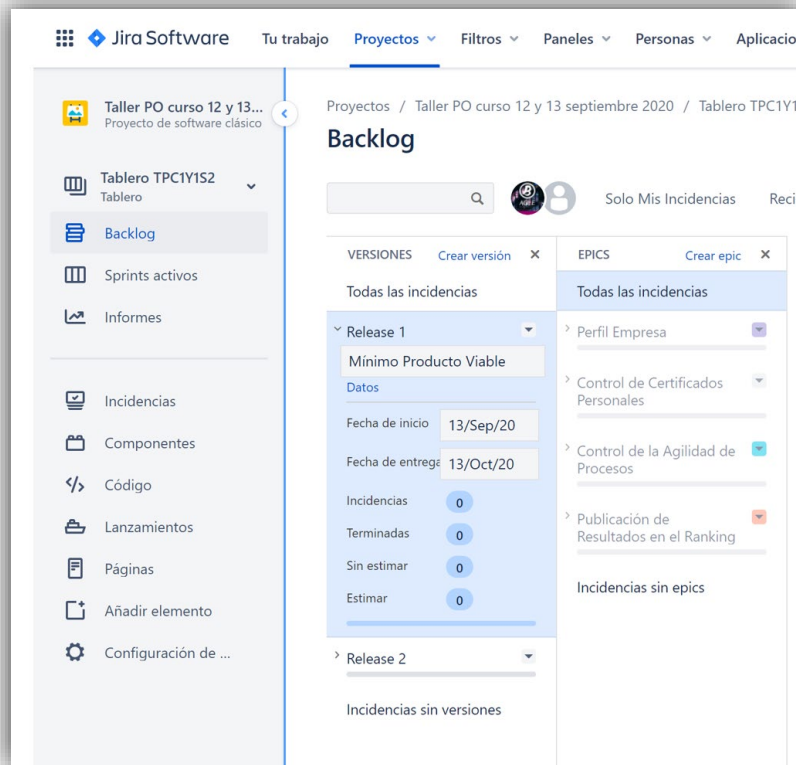 Jira Software Tu trabajo Proyectos Filtros Paneles Personas Aplicacio
Taller PO curso 12 y 13...
Proyecto de software clásico
Tablero TPC1Y1S2
Tablero
Backlog
Sprints activos
Informes
Incidencias
Componentes
Código
Lanzamientos
Páginas
Añadir elemento
Configuración de ...
Proyectos / Taller PO curso 12 y 13 septiembre 2020 / Tablero TPC1Y1
Backlog
Solo Mis Incidencias Reci
VERSIONES Crear versión
Todas las incidencias
Release 1
Mínimo Producto Viable
Datos
Fecha de inicio 13/Sep/20
Fecha de entrega 13/Oct/20
Incidencias 0
Terminadas 0
Sin estimar 0
Estimar 0
Release 2
Incidencias sin versiones
EPICS Crear epic
Todas las incidencias
Perfil Empresa
Control de Certificados
Personales
Control de la Agilidad de
Procesos
Publicación de
Resultados en el Ranking
Incidencias sin epics